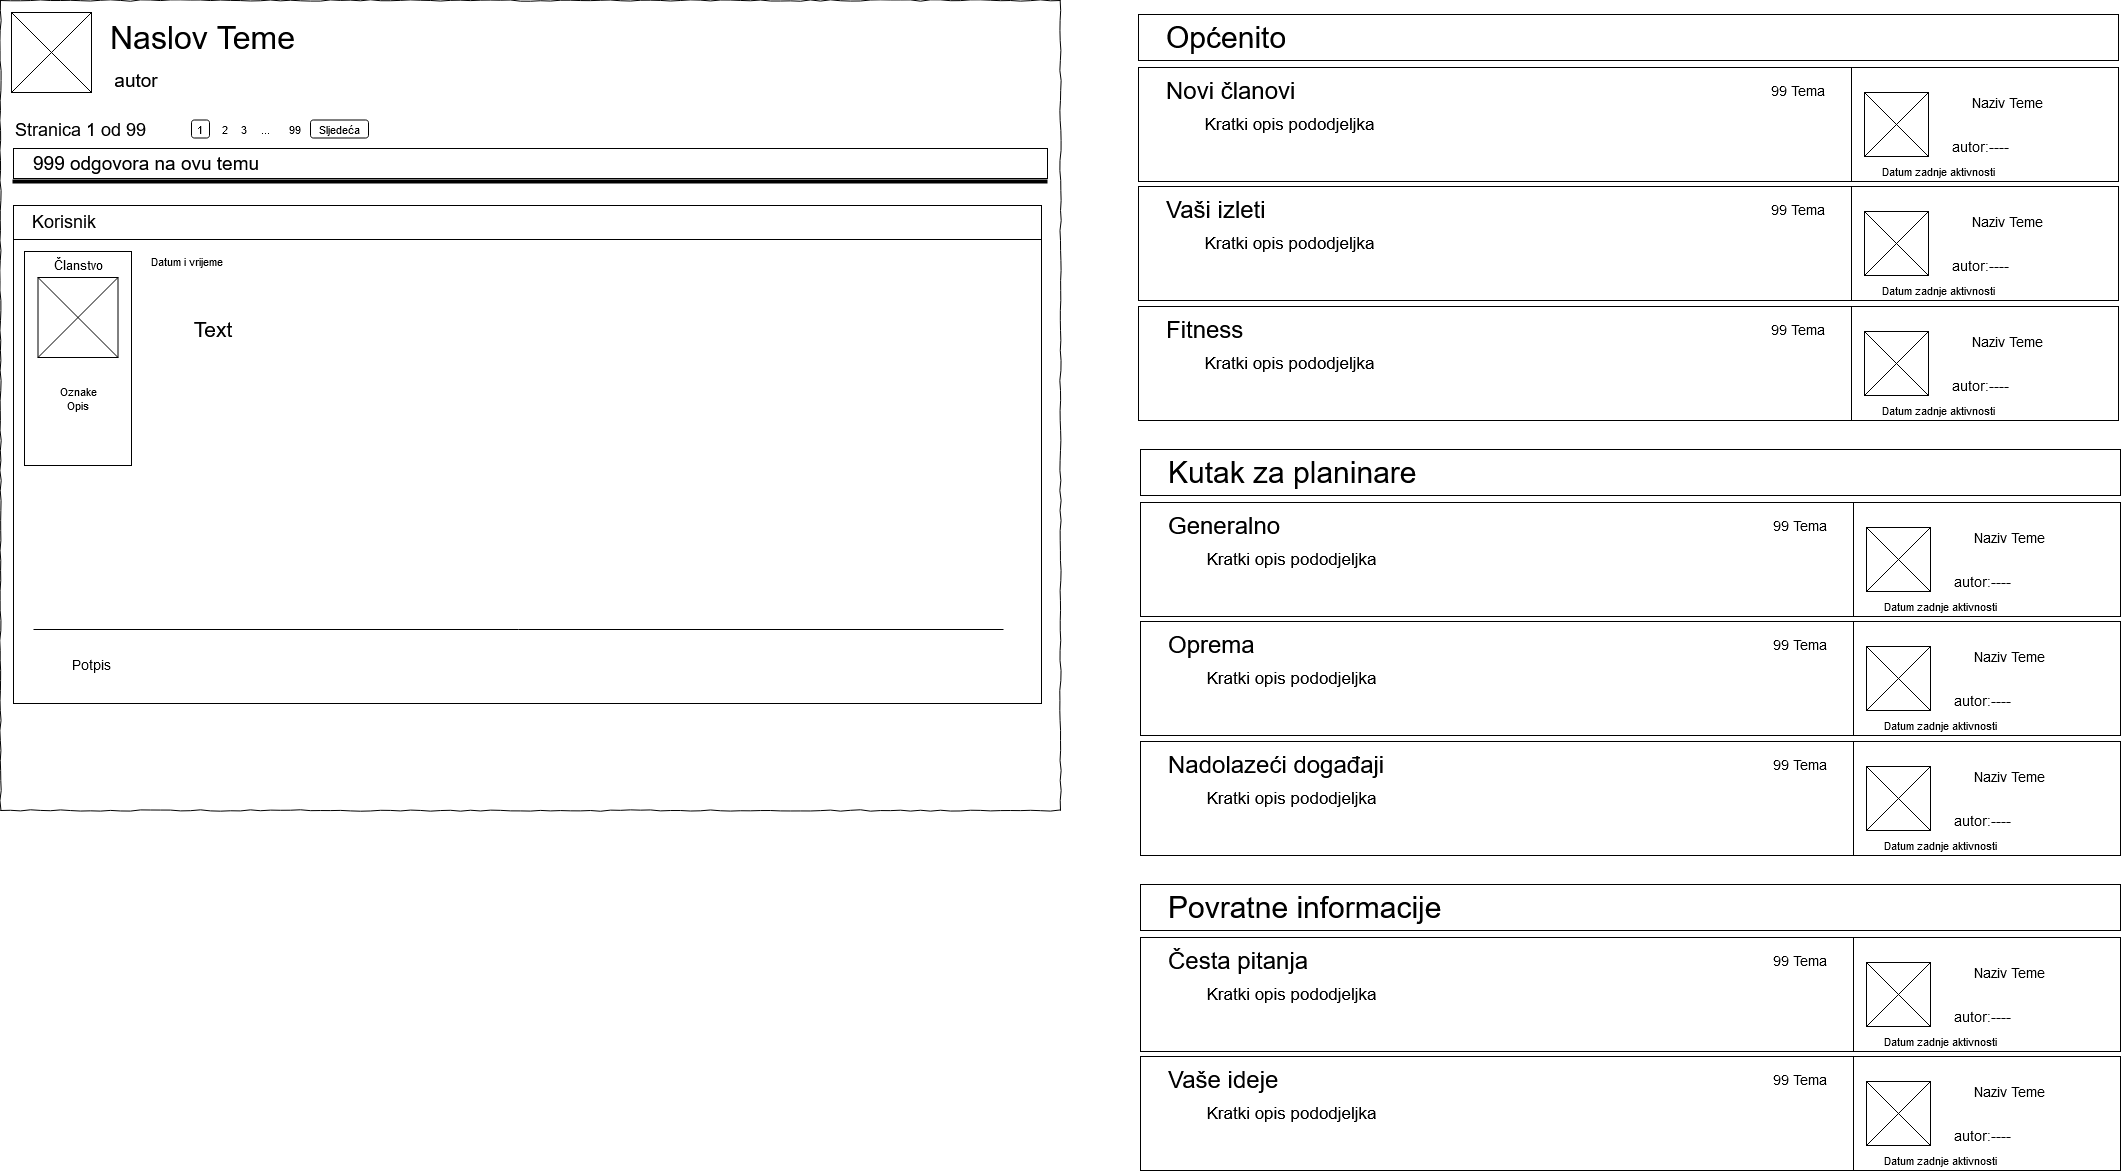 Naslov Teme
autor
Stranica 1 od 99
1 2 3 ... 99 Sljedeća
999 odgovora na ovu temu
Korisnik
Članstvo
Datum i vrijeme
Text
Oznake
Opis
Potpis
Općenito
Novi članovi
99 Tema
Kratki opis pododjeljka
Naziv Teme
autor:----
Datum zadnje aktivnosti
Vaši izleti
99 Tema
Kratki opis pododjeljka
Naziv Teme
autor:----
Datum zadnje aktivnosti
Fitness
99 Tema
Kratki opis pododjeljka
Naziv Teme
autor:----
Datum zadnje aktivnosti
Kutak za planinare
Generalno
99 Tema
Kratki opis pododjeljka
Naziv Teme
autor:----
Datum zadnje aktivnosti
Oprema
99 Tema
Kratki opis pododjeljka
Naziv Teme
autor:----
Datum zadnje aktivnosti
Nadolazeći događaji
99 Tema
Kratki opis pododjeljka
Naziv Teme
autor:----
Datum zadnje aktivnosti
Povratne informacije
Česta pitanja
99 Tema
Kratki opis pododjeljka
Naziv Teme
autor:----
Datum zadnje aktivnosti
Vaše ideje
99 Tema
Kratki opis pododjeljka
Naziv Teme
autor:----
Datum zadnje aktivnosti